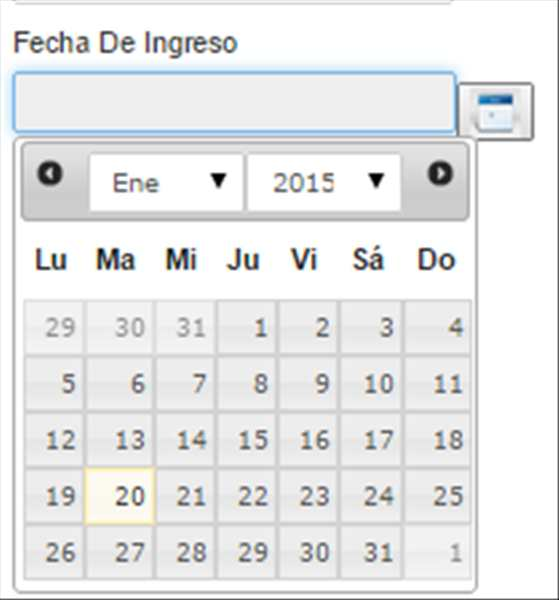 Fecha De Ingreso
Ene 2015
Lu Ma Mi Ju Vi Sá Do
29 30 31 1 2 3 4
5 6 7 8 9 10 11
12 13 14 15 16 17 18
19 20 21 22 23 24 25
26 27 28 29 30 31 1